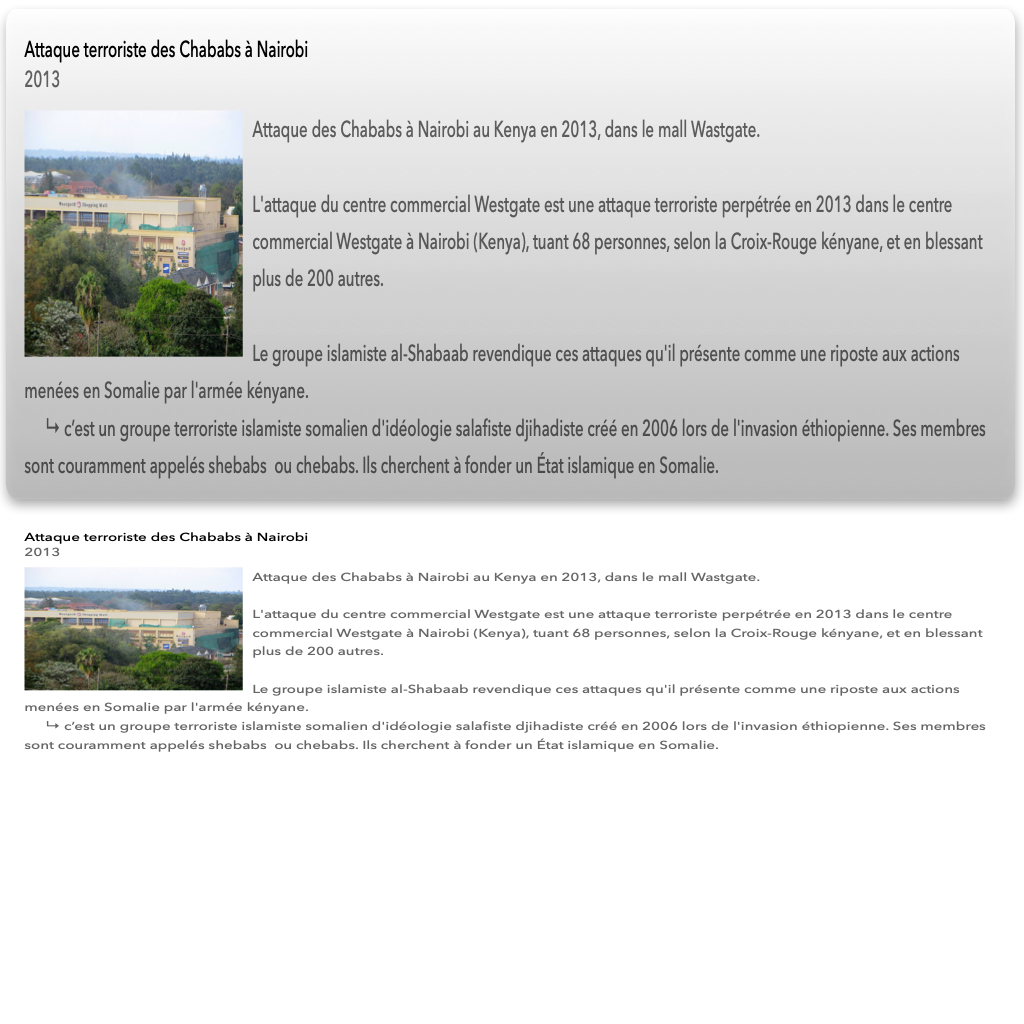 Attaque terroriste des Chababs à Nairobi
2013
Attaque des Chababs à Nairobi au Kenya en 2013, dans le mall Wastgate.
L'attaque du centre commercial Westgate est une attaque terroriste perpétrée en 2013 dans le centre
commercial Westgate à Nairobi (Kenya), tuant 68 personnes, selon la Croix-Rouge kényane, et en blessant
plus de 200 autres.
Le groupe islamiste al-Shabaab revendique ces attaques qu'il présente comme une riposte aux actions
menées en Somalie par l'armée kényane.
↳ c’est un groupe terroriste islamiste somalien d'idéologie salafiste djihadiste créé en 2006 lors de l'invasion éthiopienne. Ses membres
sont couramment appelés shebabs  ou chebabs. Ils cherchent à fonder un État islamique en Somalie.
Attaque terroriste des Chababs à Nairobi
2013
Attaque des Chababs à Nairobi au Kenya en 2013, dans le mall Wastgate.
L'attaque du centre commercial Westgate est une attaque terroriste perpétrée en 2013 dans le centre
commercial Westgate à Nairobi (Kenya), tuant 68 personnes, selon la Croix-Rouge kényane, et en blessant
plus de 200 autres.
Le groupe islamiste al-Shabaab revendique ces attaques qu'il présente comme une riposte aux actions
menées en Somalie par l'armée kényane.
↳ c’est un groupe terroriste islamiste somalien d'idéologie salafiste djihadiste créé en 2006 lors de l'invasion éthiopienne. Ses membres
sont couramment appelés shebabs  ou chebabs. Ils cherchent à fonder un État islamique en Somalie.